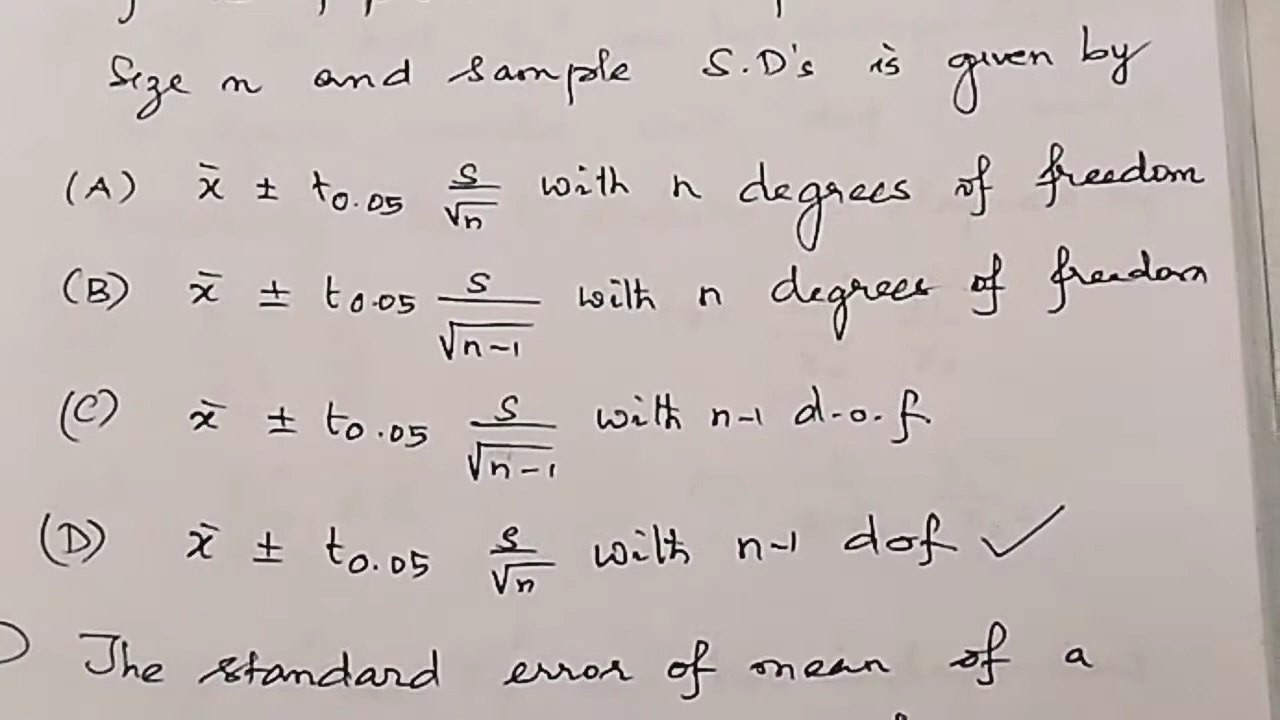 Size n and sample S.D's is given by
(A) x̄ ± t0.05 s/√n with n degrees of freedom
(B) x̄ ± t0.05 s/√n-1 with n degrees of freedom
(C) x̄ ± t0.05 s/√n-1 with n-1 d.o.f
(D) x̄ ± t0.05 s/√n with n-1 dof ✓
The standard error of mean of a